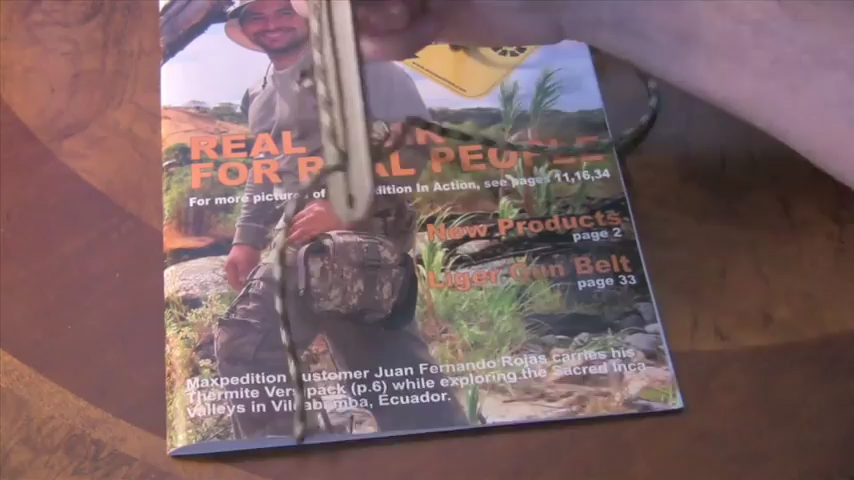 REAL
FOR R AL PEOPLE
For more pictures of dition In Action, see pages 11,16,34
New Products
page 2
Liger Gun Belt
page 33
Maxpedition Customer Juan Fernando Rojas carries his
Thermite Versipack (p.6) while exploring the Sacred Inca
Valleys in Vilcabamba, Ecuador.